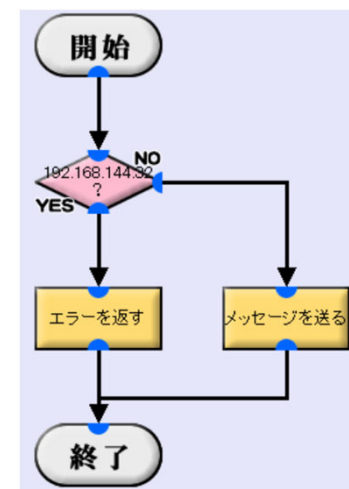 開始
192.168.144.32
?
NO
YES
エラーを返す
メッセージを送る
終了